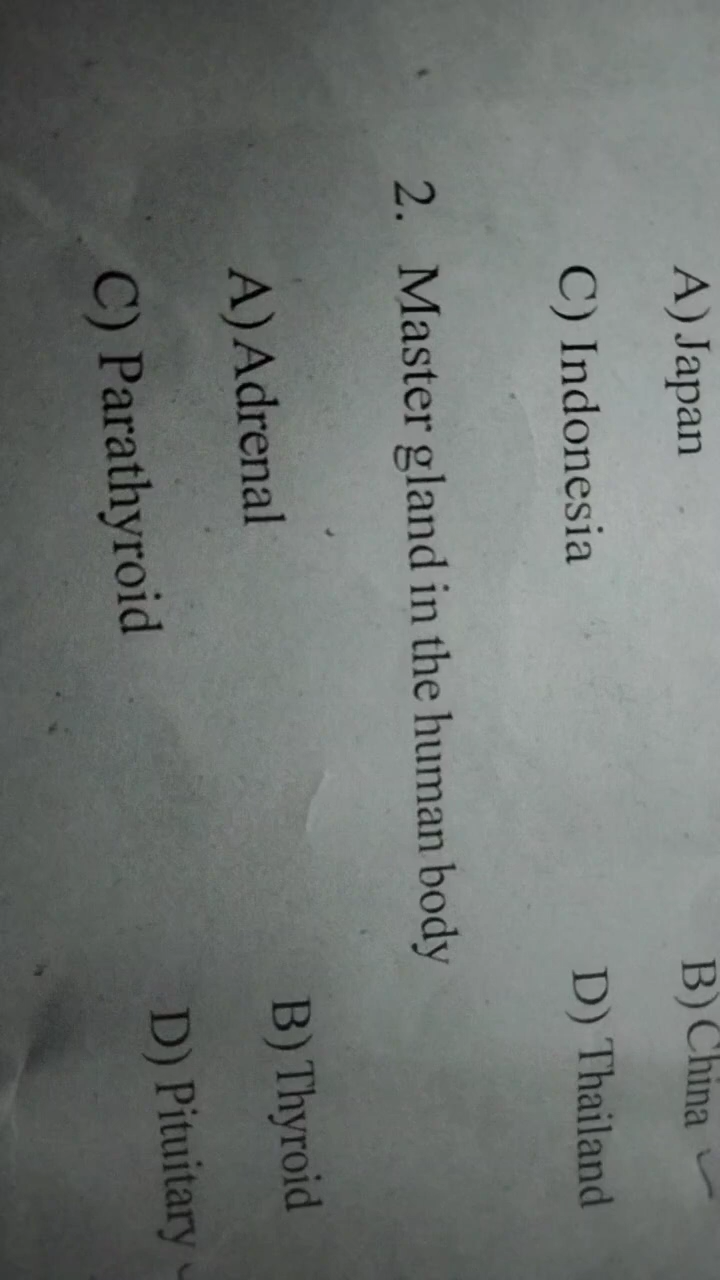 A) Japan B) China
C) Indonesia D) Thailand
2. Master gland in the human body
A) Adrenal B) Thyroid
C) Parathyroid D) Pituitary